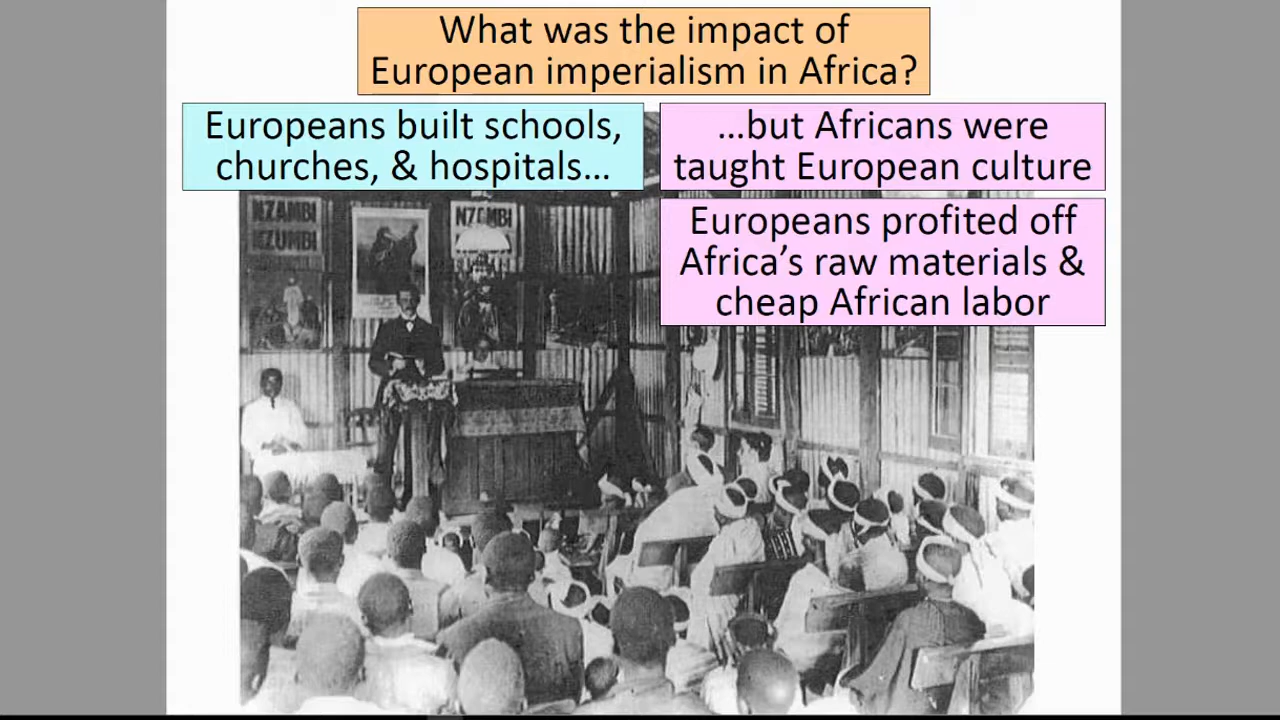 What was the impact of
European imperialism in Africa?
Europeans built schools,
churches, & hospitals…
…but Africans were
taught European culture
Europeans profited off
Africa’s raw materials &
cheap African labor
NZAMBI
NZUMBI
NZAMBI